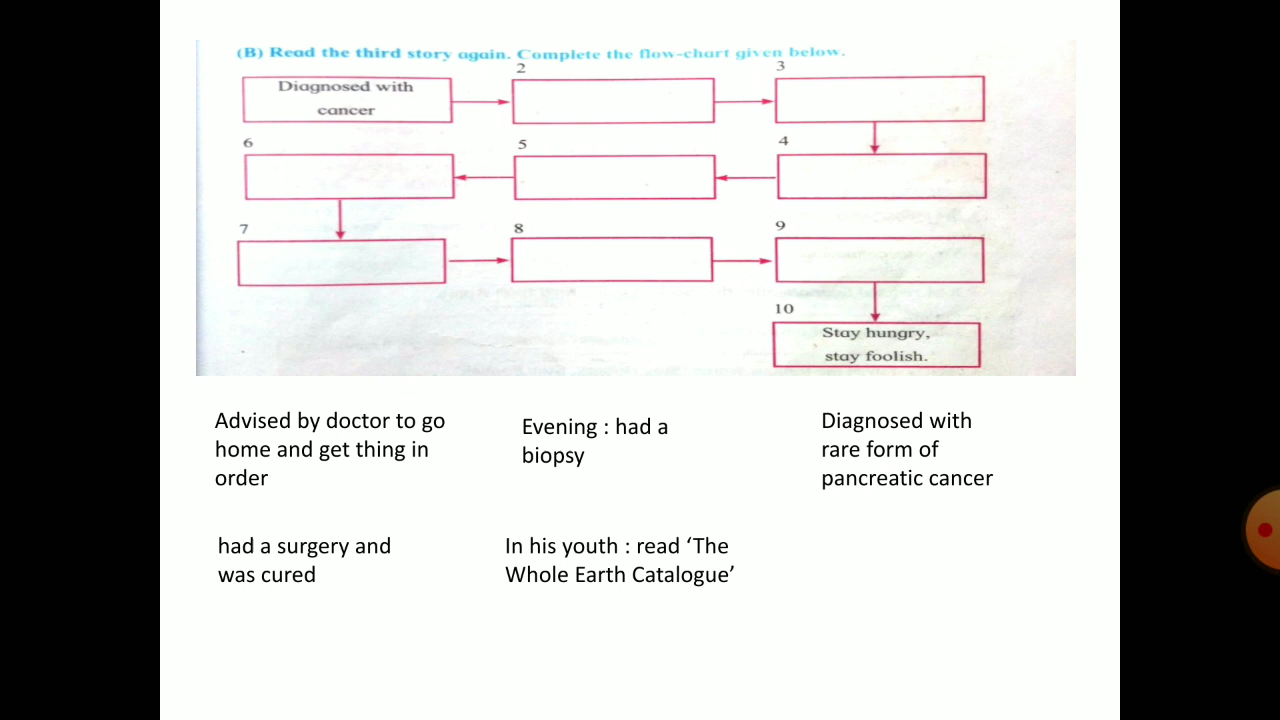 (B) Read the third story again. Complete the flow-chart given below.
2
3
Diagnosed with
cancer
6
5
4
7
8
9
10
Stay hungry,
stay foolish.
Advised by doctor to go
home and get thing in
order
Evening : had a
biopsy
Diagnosed with
rare form of
pancreatic cancer
had a surgery and
was cured
In his youth : read ‘The
Whole Earth Catalogue’